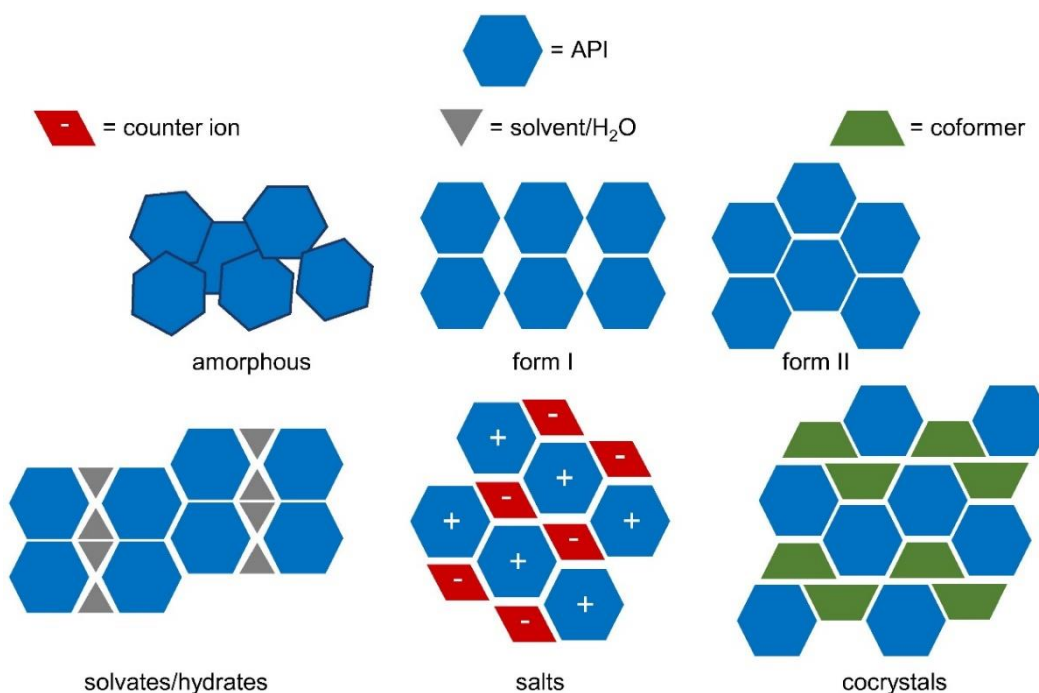 = API
= counter ion
= solvent/H₂O
= coformer
amorphous
form I
form II
- - - - - -
+ + + + + +
solvates/hydrates
salts
cocrystals